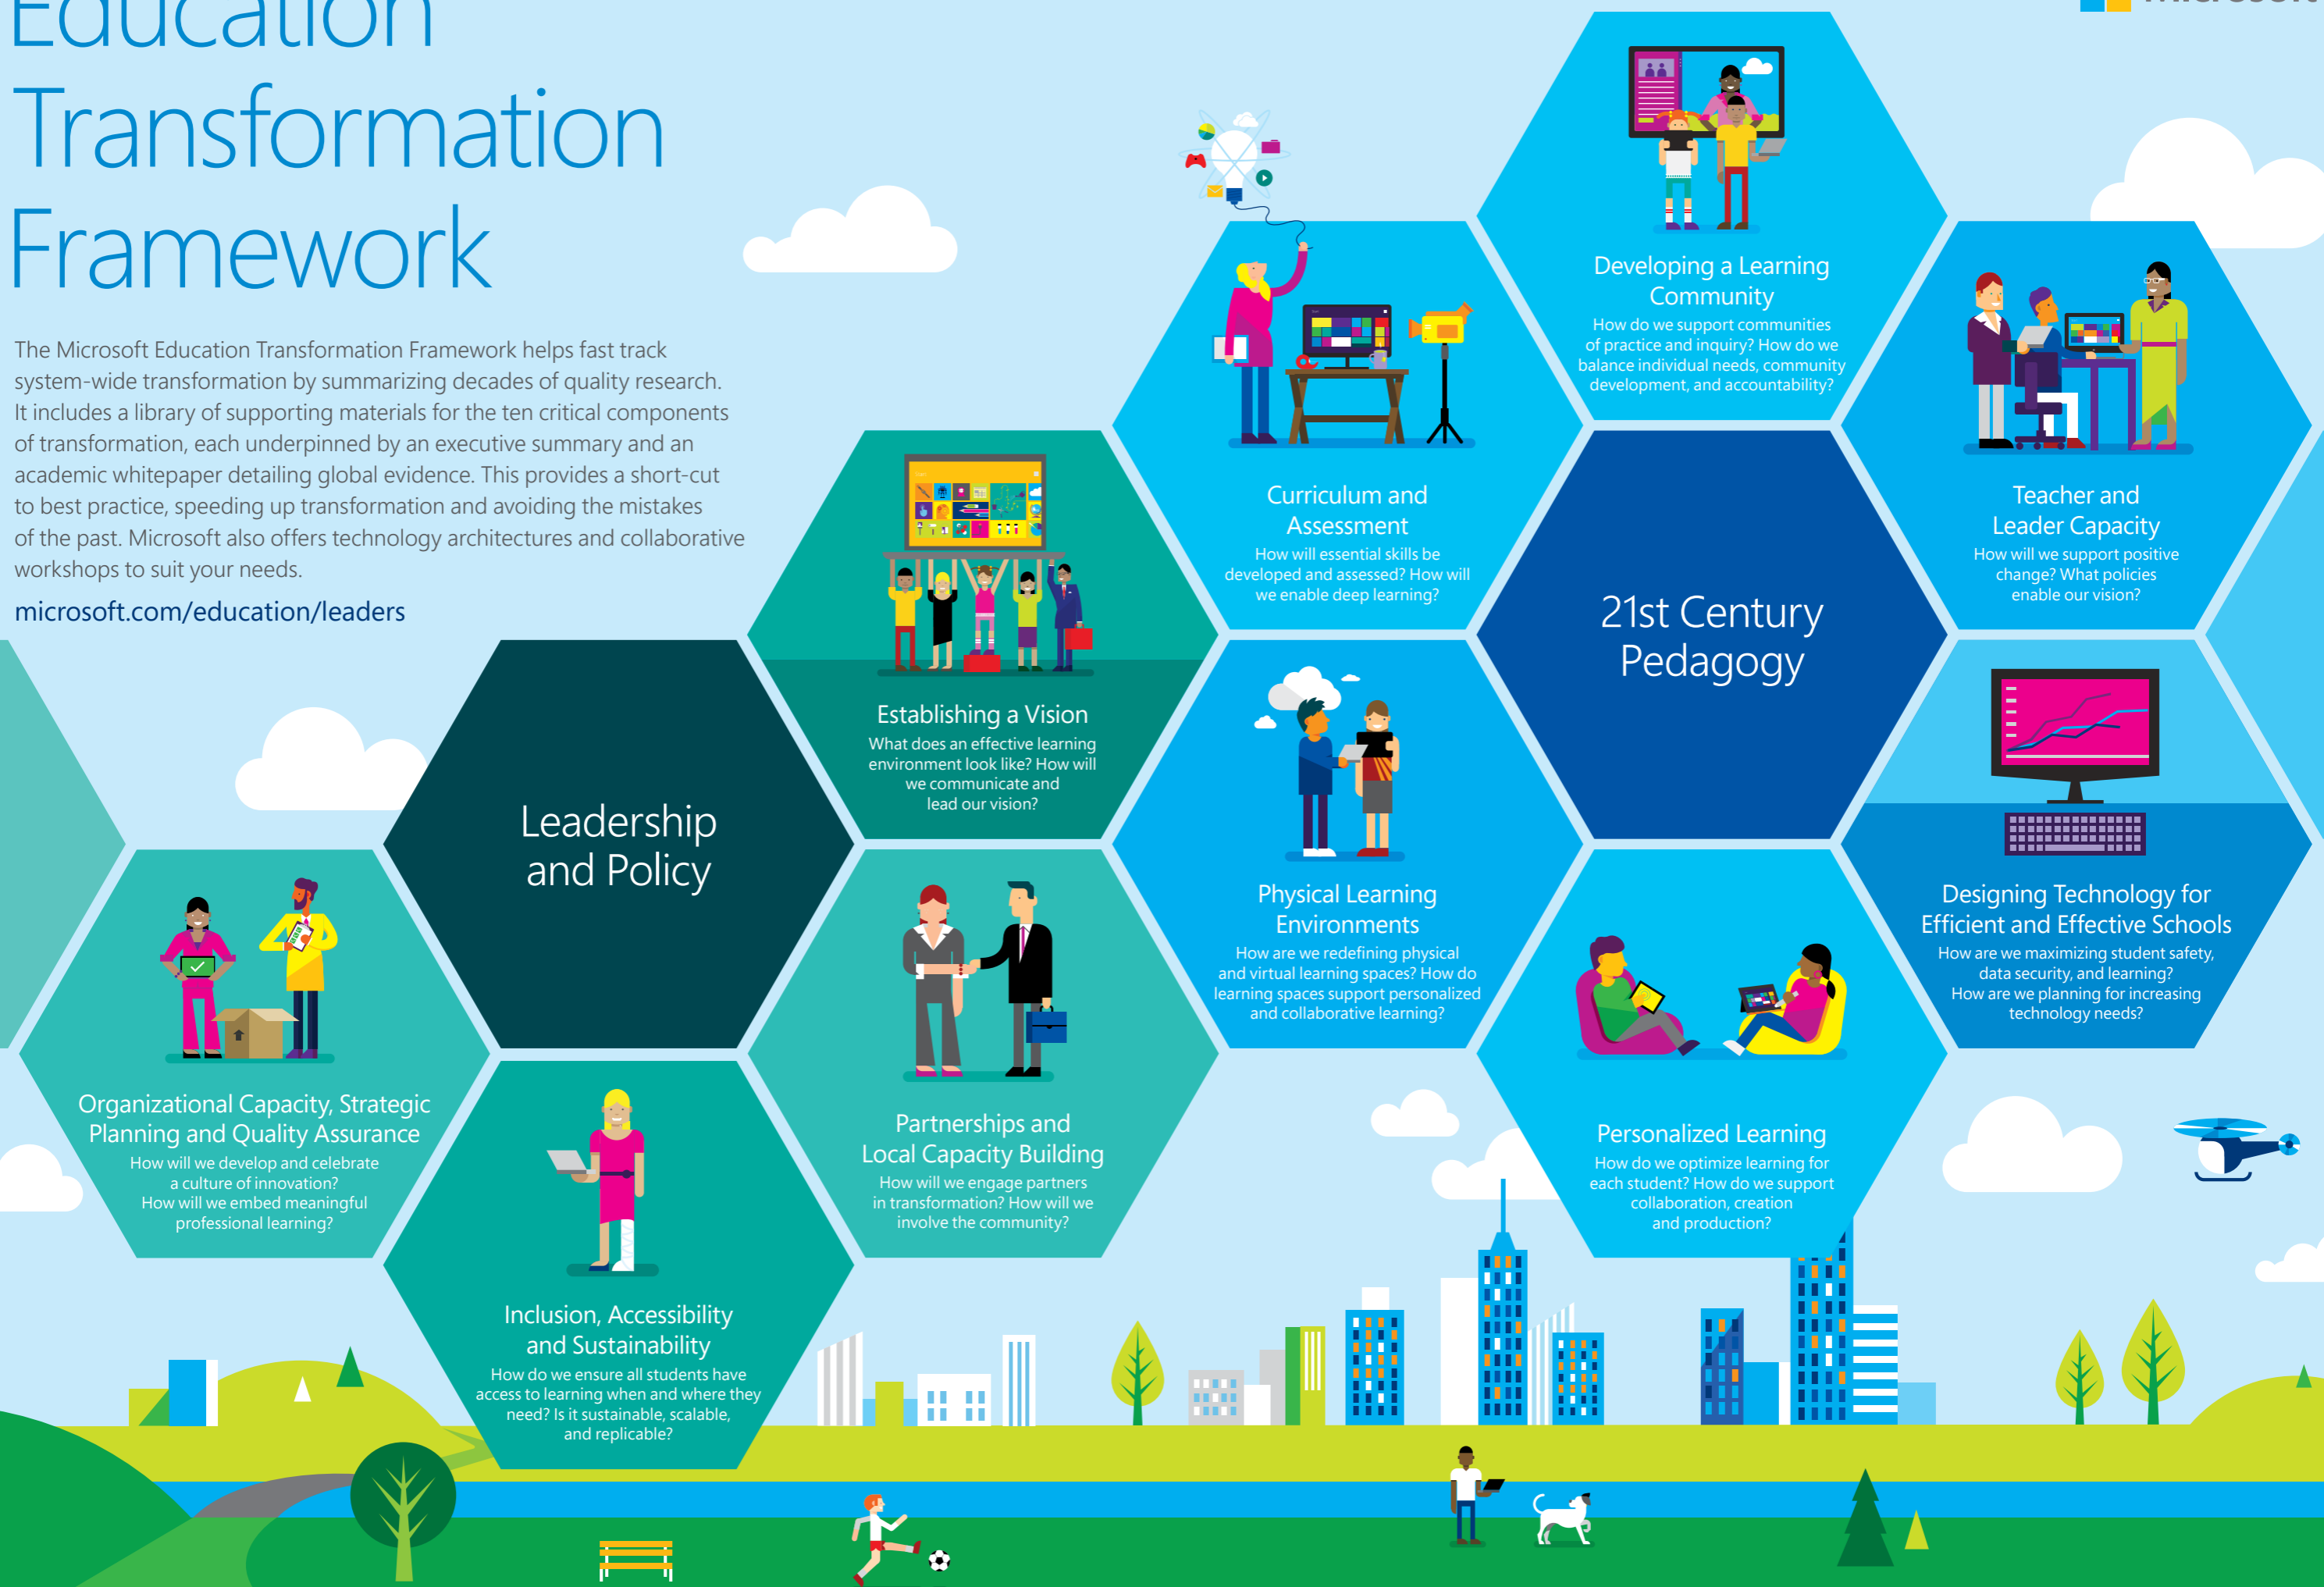 Education
Transformation
Framework
The Microsoft Education Transformation Framework helps fast track
system-wide transformation by summarizing decades of quality research.
It includes a library of supporting materials for the ten critical components
of transformation, each underpinned by an executive summary and an
academic whitepaper detailing global evidence. This provides a short-cut
to best practice, speeding up transformation and avoiding the mistakes
of the past. Microsoft also offers technology architectures and collaborative
workshops to suit your needs.
microsoft.com/education/leaders
Microsoft
Leadership
and Policy
Establishing a Vision
What does an effective learning
environment look like? How will
we communicate and
lead our vision?
Organizational Capacity, Strategic
Planning and Quality Assurance
How will we develop and celebrate
a culture of innovation?
How will we embed meaningful
professional learning?
Inclusion, Accessibility
and Sustainability
How do we ensure all students have
access to learning when and where they
need? Is it sustainable, scalable,
and replicable?
Partnerships and
Local Capacity Building
How will we engage partners
in transformation? How will we
involve the community?
21st Century
Pedagogy
Developing a Learning
Community
How do we support communities
of practice and inquiry? How do we
balance individual needs, community
development, and accountability?
Curriculum and
Assessment
How will essential skills be
developed and assessed? How will
we enable deep learning?
Teacher and
Leader Capacity
How will we support positive
change? What policies
enable our vision?
Physical Learning
Environments
How are we redefining physical
and virtual learning spaces? How do
learning spaces support personalized
and collaborative learning?
Designing Technology for
Efficient and Effective Schools
How are we maximizing student safety,
data security, and learning?
How are we planning for increasing
technology needs?
Personalized Learning
How do we optimize learning for
each student? How do we support
collaboration, creation
and production?